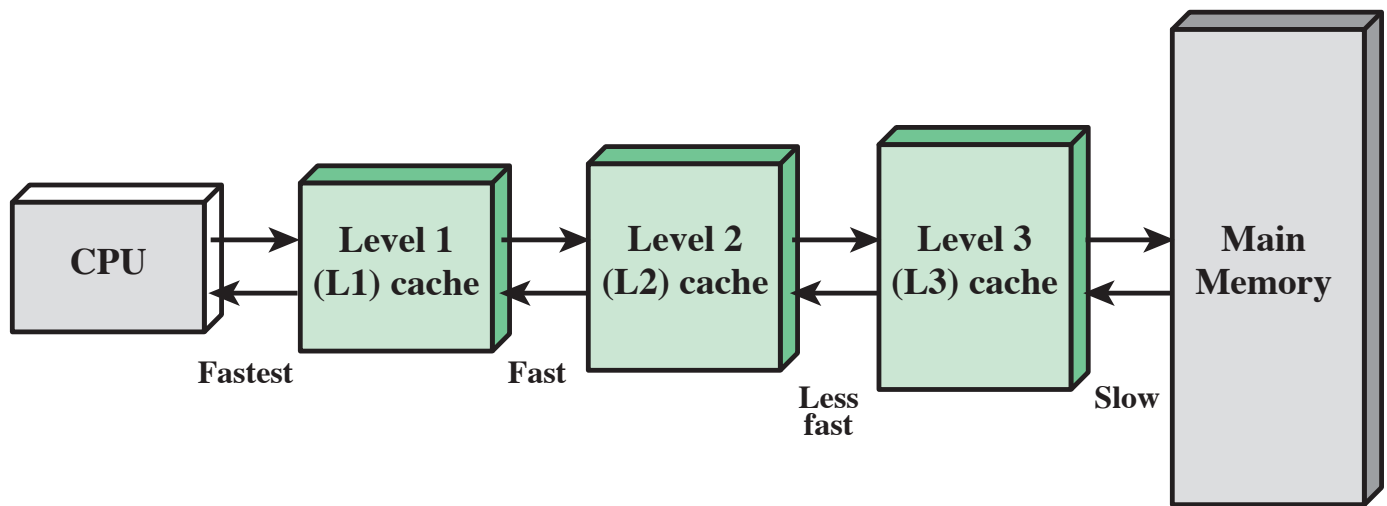 CPU
Level 1
(L1) cache
Level 2
(L2) cache
Level 3
(L3) cache
Main
Memory
Fastest
Fast
Less
fast
Slow